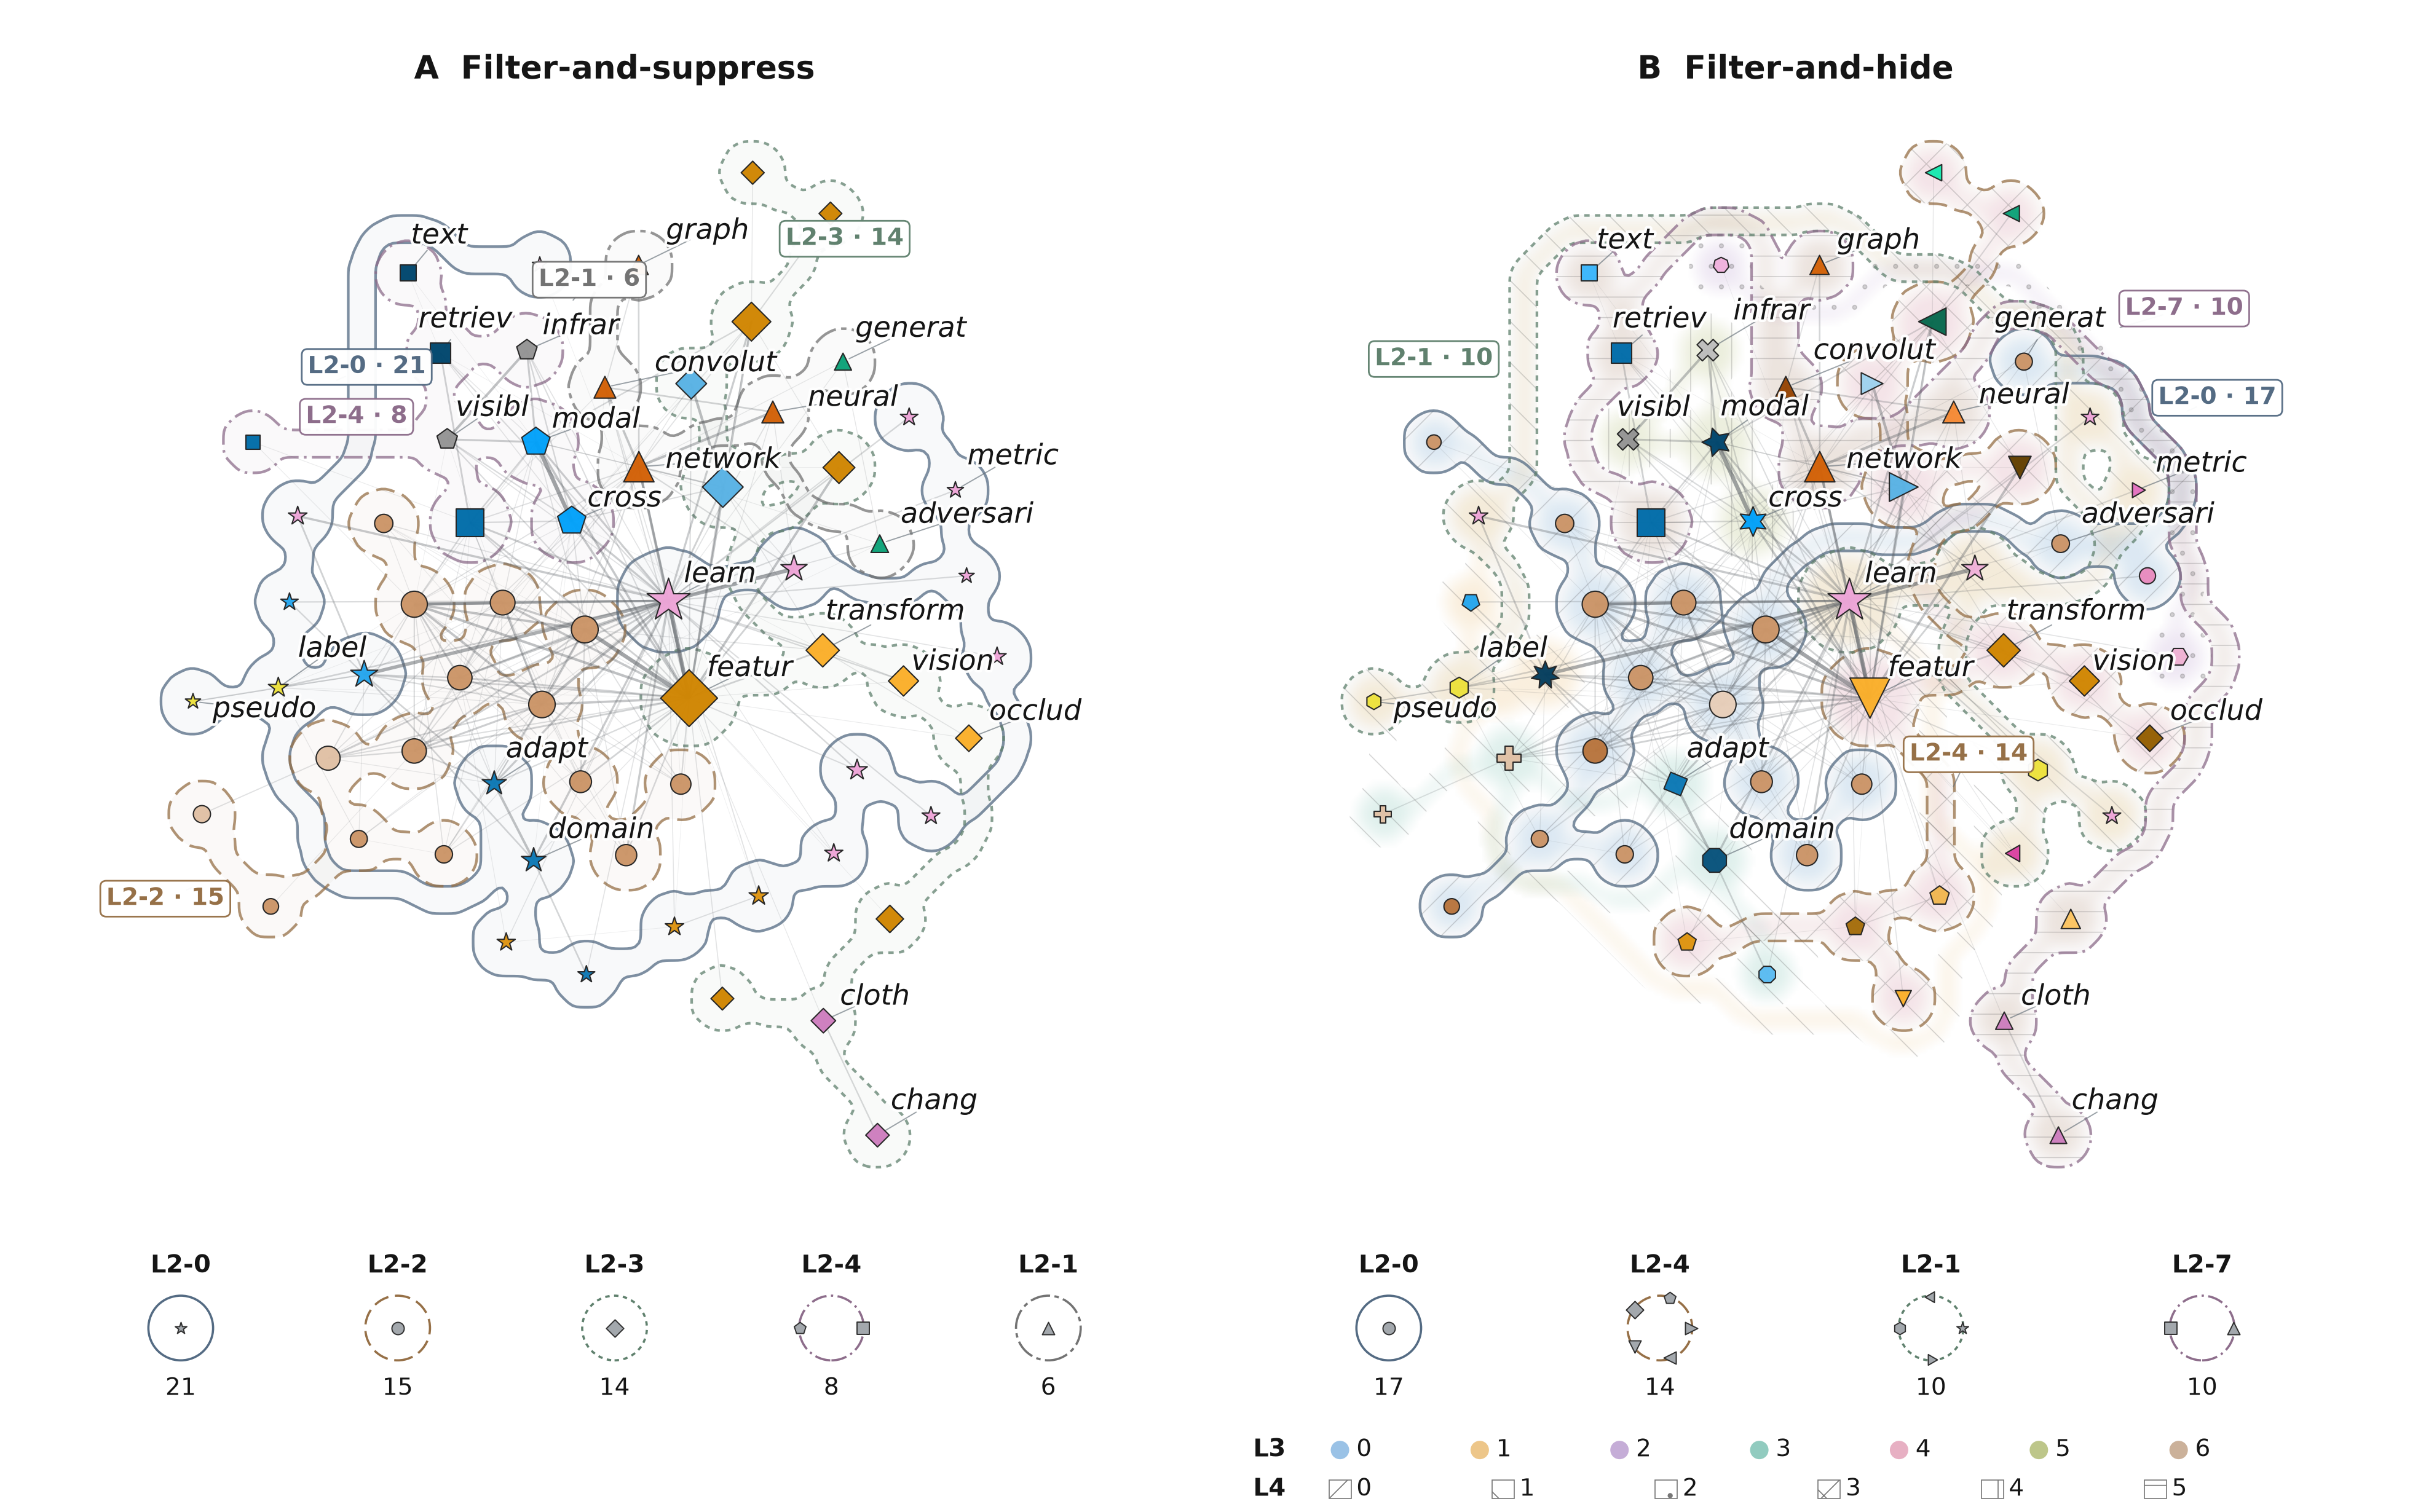 A Filter-and-suppress
text
graph
L2-3 · 14
L2-1 · 6
retriev
infrar
generat
convolut
L2-0 · 21
neural
visibl
modal
L2-4 · 8
metric
network
cross
adversari
learn
transform
label
featur
vision
pseudo
occlud
adapt
domain
L2-2 · 15
cloth
chang
L2-0
L2-2
L2-3
L2-4
L2-1
21
15
14
8
6
B Filter-and-hide
text
graph
L2-7 · 10
infrar
retriev
generat
L2-1 · 10
convolut
neural
L2-0 · 17
visibl
modal
network
metric
cross
adversari
learn
transform
label
featur
vision
pseudo
occlud
adapt
L2-4 · 14
domain
cloth
chang
L2-0
L2-4
L2-1
L2-7
17
14
10
10
L3 0 1 2 3 4 5 6
L4 0 1 2 3 4 5